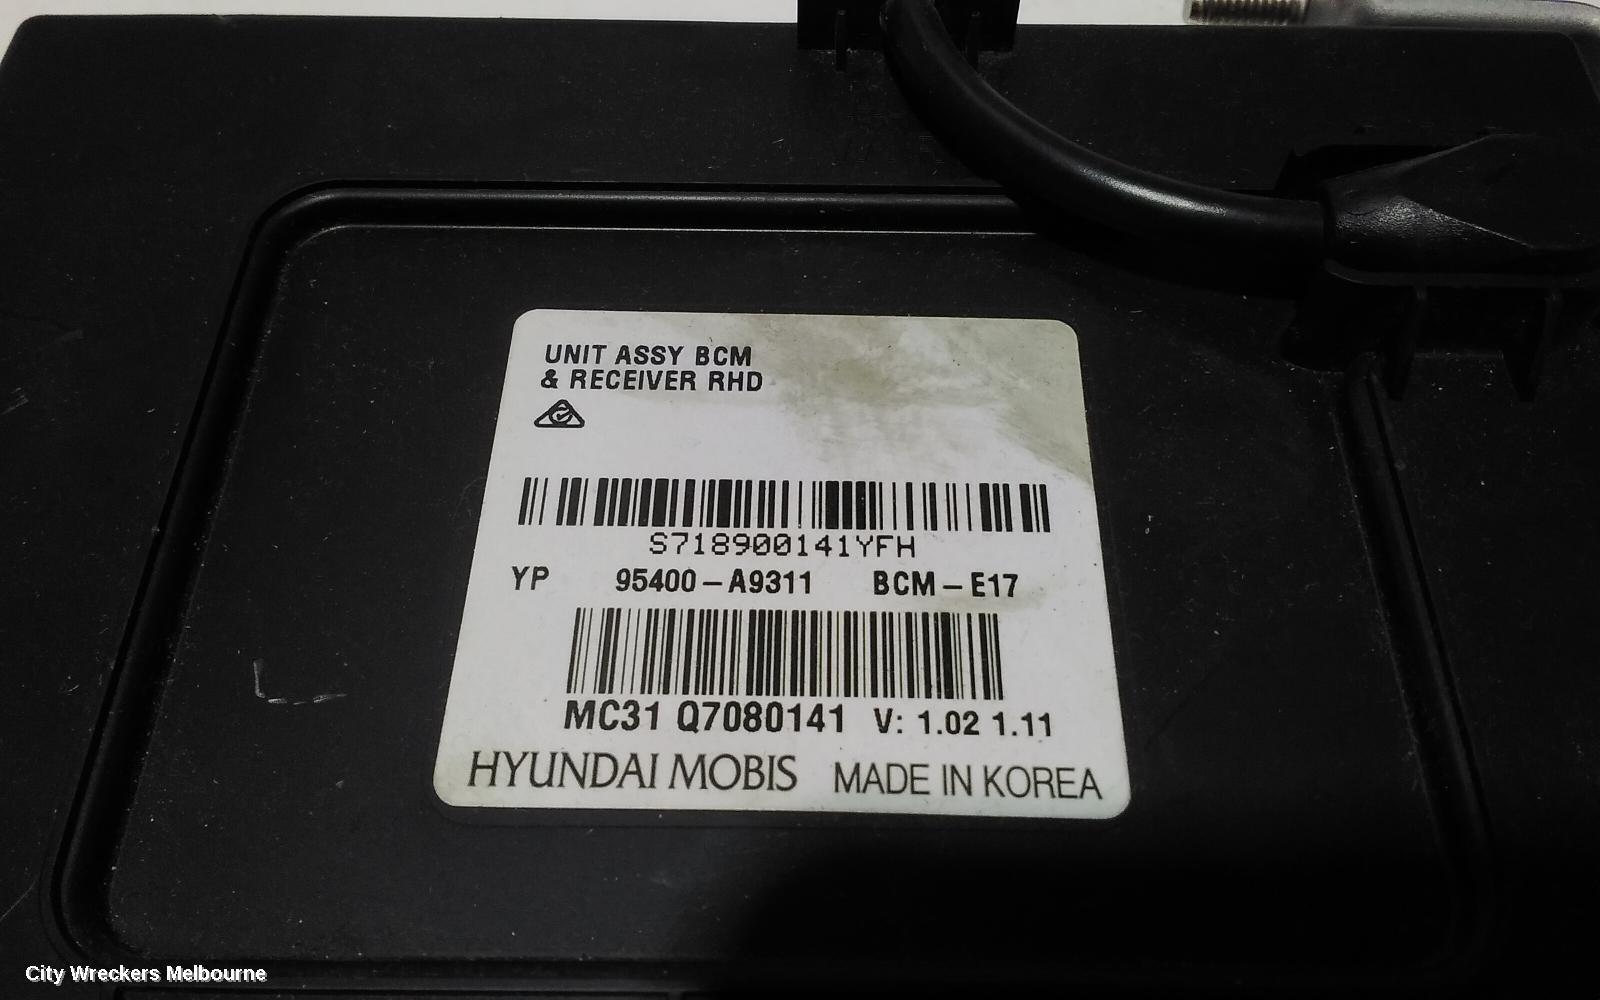 UNIT ASSY BCM
& RECEIVER RHD
S718900141YFH
YP 95400-A9311 BCM-E17
MC31 Q7080141 V: 1.02 1.11
HYUNDAI MOBIS MADE IN KOREA
City Wreckers Melbourne